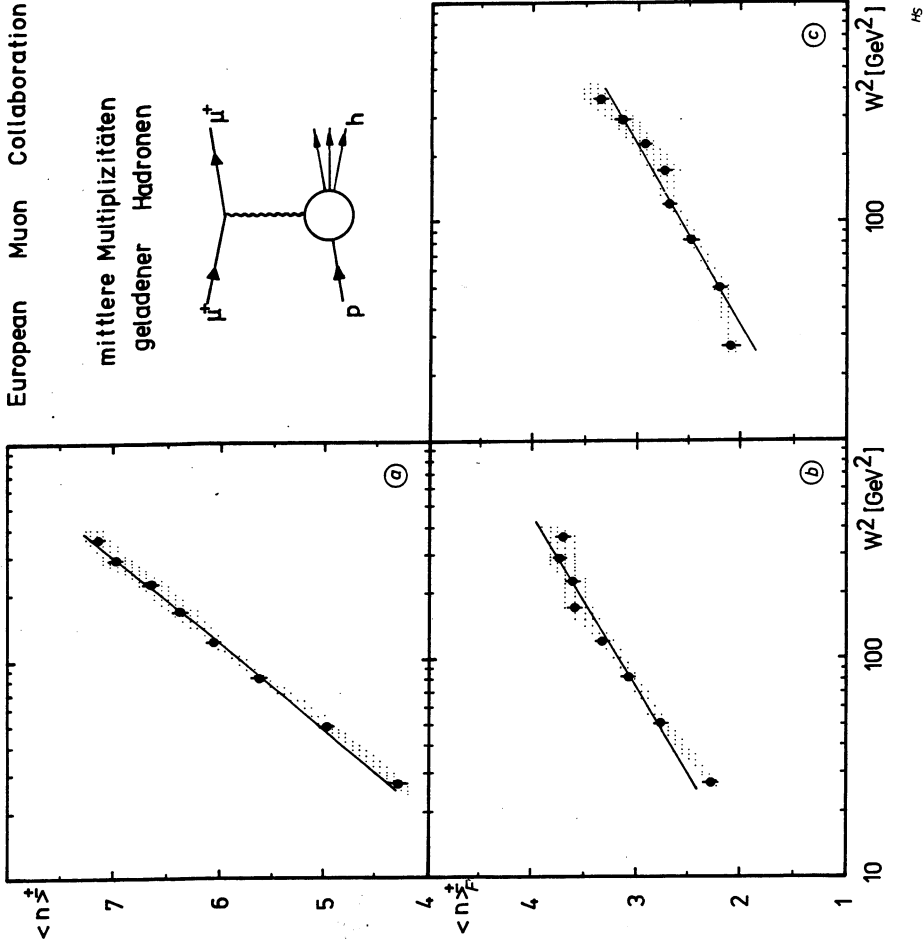 European Muon Collaboration
mittlere Multiplizitäten
geladener Hadronen
μ⁺ μ⁺
p h
<n>±
7
6
5
4
a
<n>±F
4
3
2
1
b
c
10 100 W² [GeV²]
100 W² [GeV²]
HS